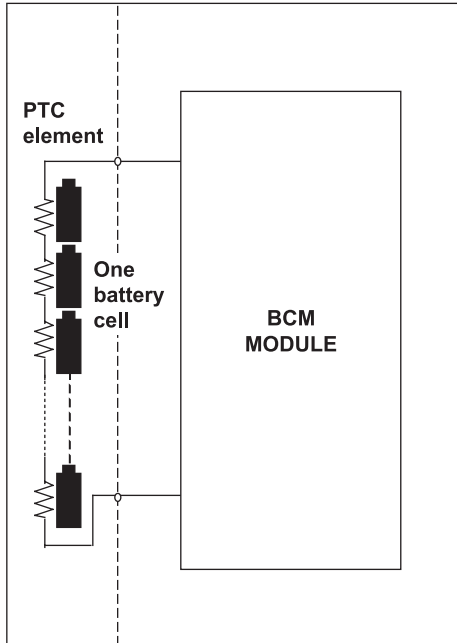 PTC
element
One
battery
cell
BCM
MODULE